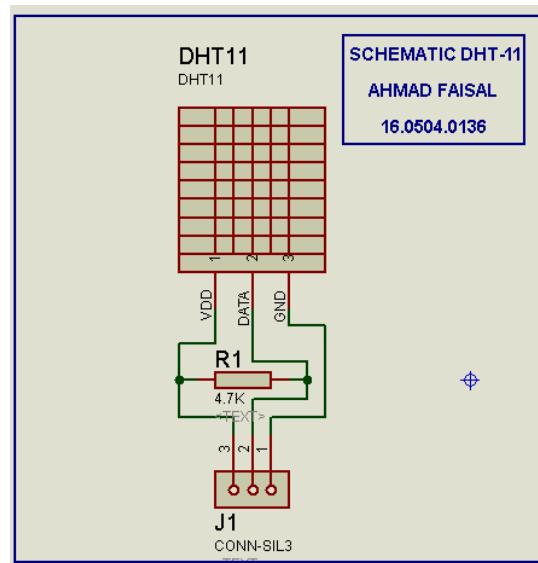 DHT11
DHT11
SCHEMATIC DHT-11
AHMAD FAISAL
16.0504.0136
1 2 3
VDD DATA GND
R1
4.7K
<TEXT>
3 2 1
J1
CONN-SIL3
<TEXT>